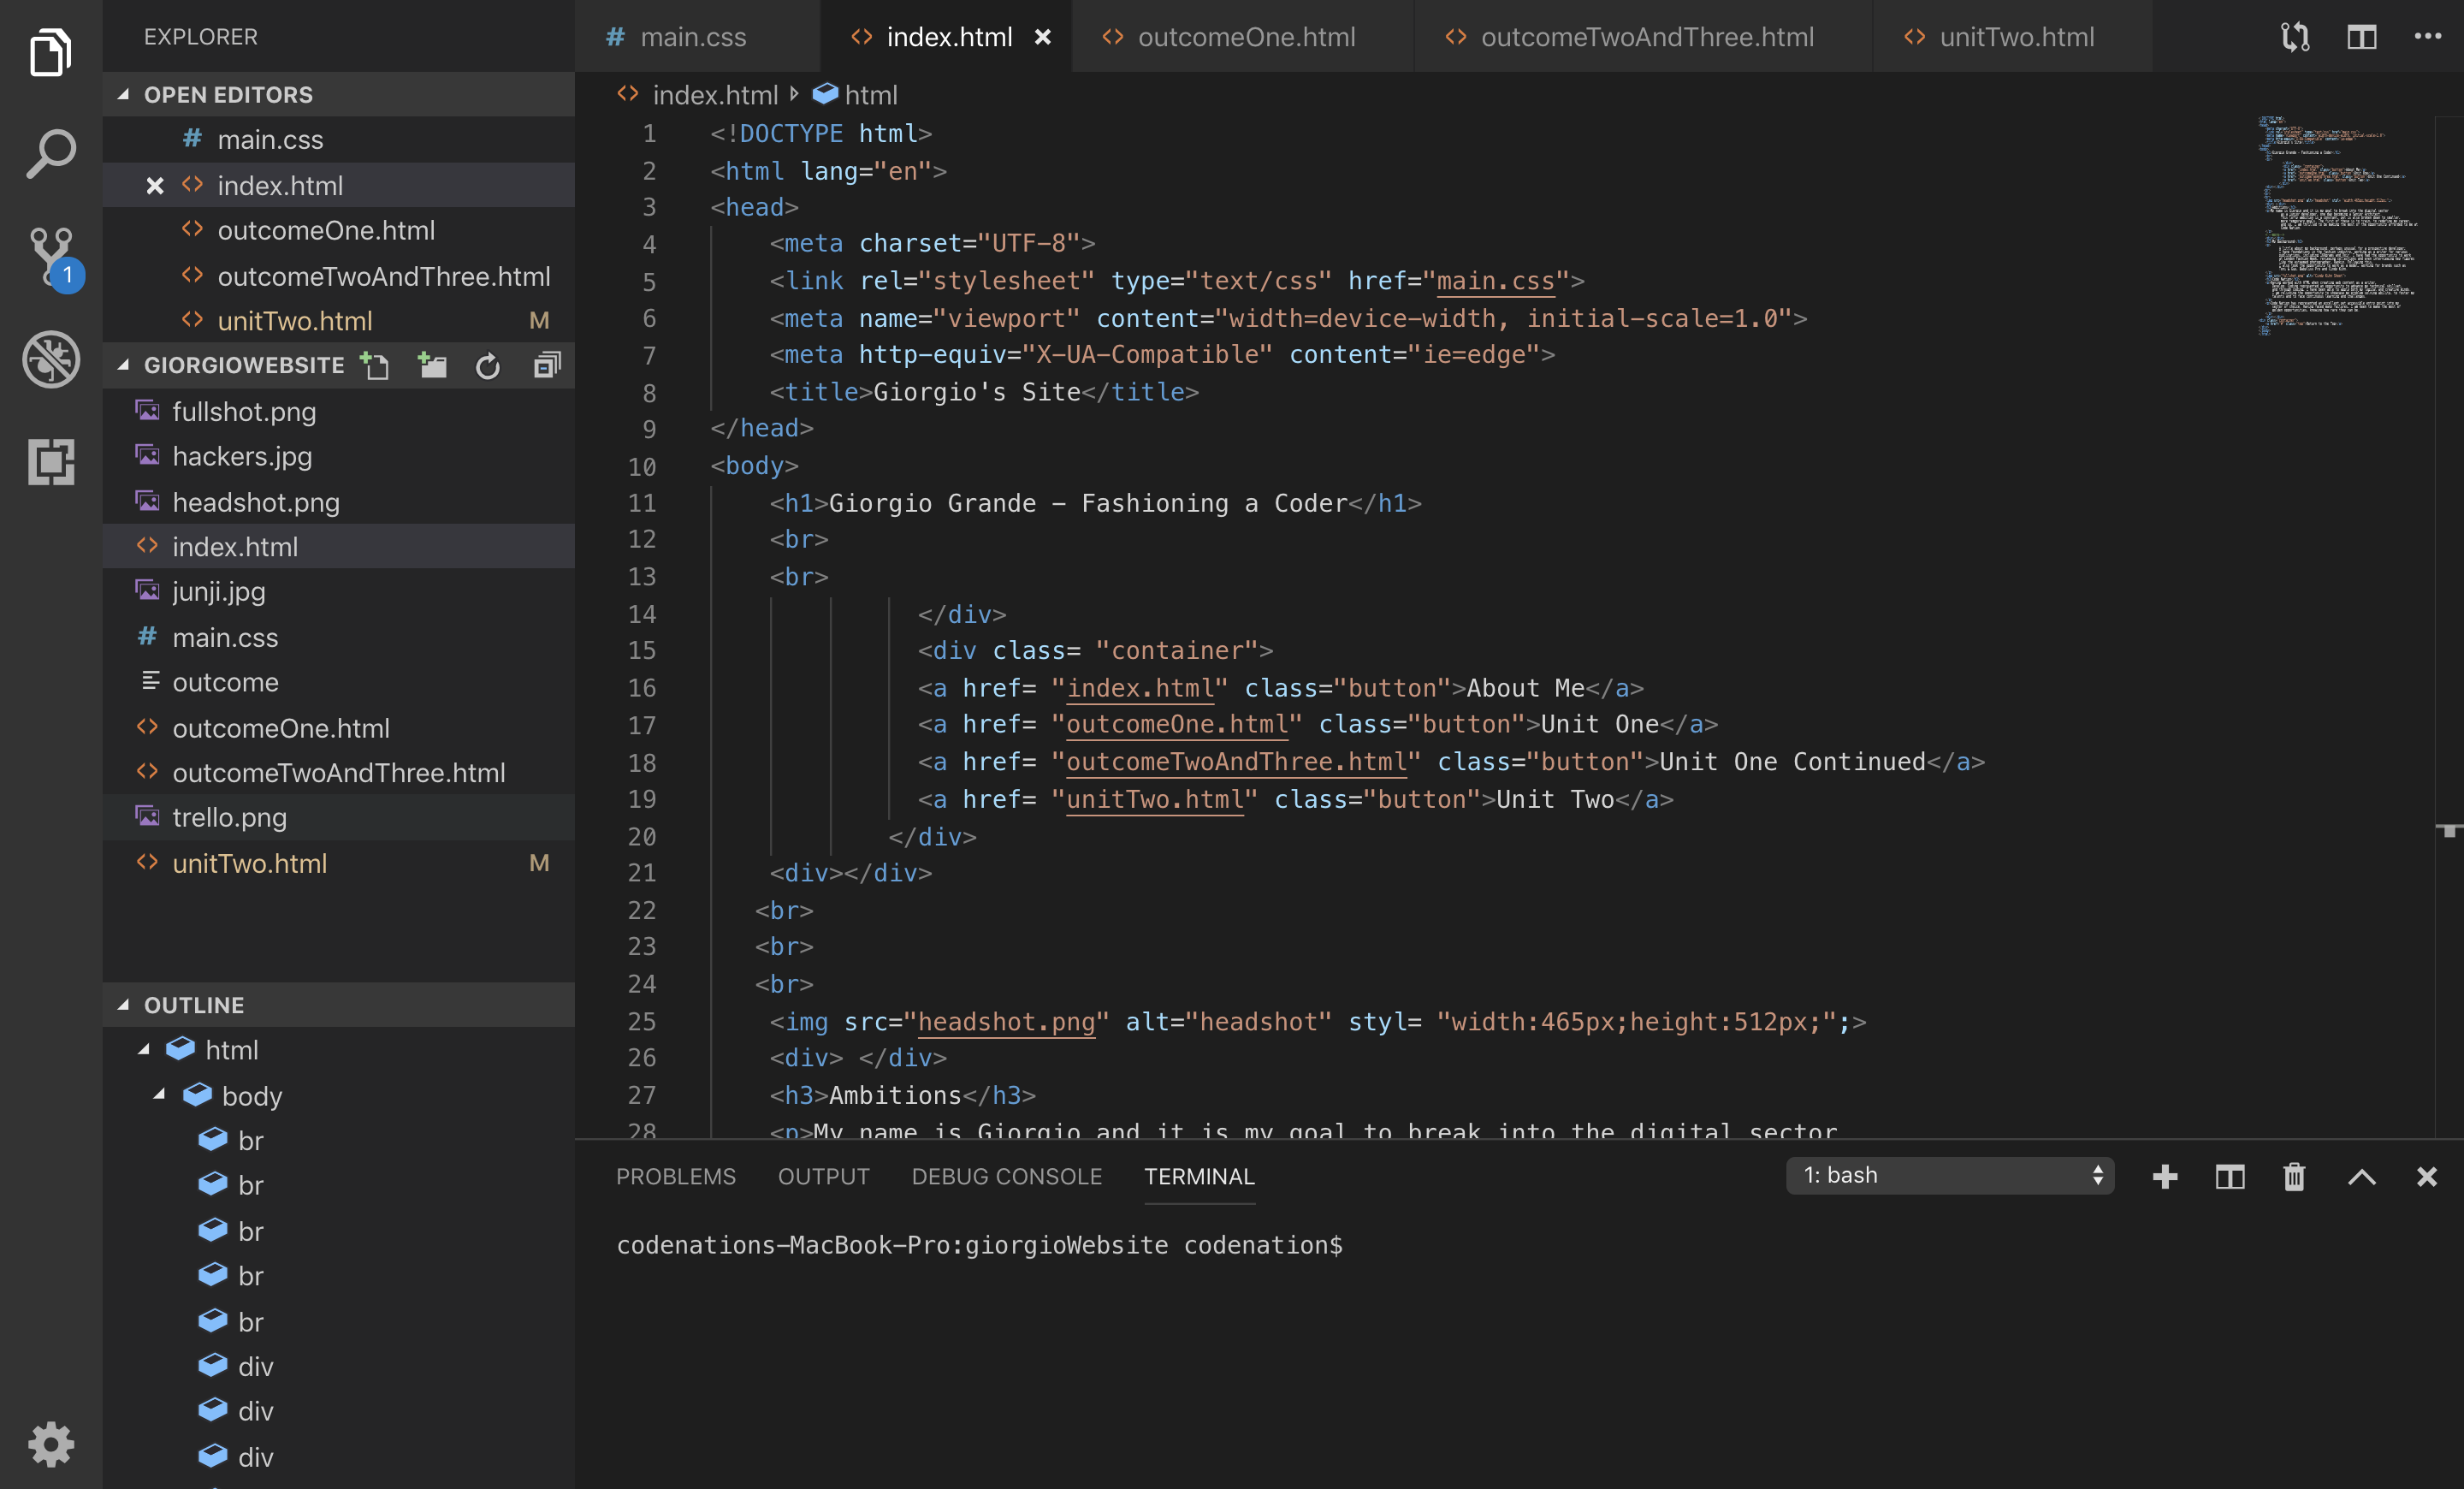 EXPLORER
OPEN EDITORS
main.css
index.html
outcomeOne.html
outcomeTwoAndThree.html
unitTwo.html M
GIORGIOWEBSITE
fullshot.png
hackers.jpg
headshot.png
index.html
junji.jpg
main.css
outcome
outcomeOne.html
outcomeTwoAndThree.html
trello.png
unitTwo.html M
OUTLINE
html
body
br
br
br
br
br
div
div
div
1
main.css index.html outcomeOne.html outcomeTwoAndThree.html unitTwo.html
index.html html
1 <!DOCTYPE html>
2 <html lang="en">
3 <head>
4 <meta charset="UTF-8">
5 <link rel="stylesheet" type="text/css" href="main.css">
6 <meta name="viewport" content="width=device-width, initial-scale=1.0">
7 <meta http-equiv="X-UA-Compatible" content="ie=edge">
8 <title>Giorgio's Site</title>
9 </head>
10 <body>
11 <h1>Giorgio Grande - Fashioning a Coder</h1>
12 <br>
13 <br>
14 </div>
15 <div class= "container">
16 <a href= "index.html" class="button">About Me</a>
17 <a href= "outcomeOne.html" class="button">Unit One</a>
18 <a href= "outcomeTwoAndThree.html" class="button">Unit One Continued</a>
19 <a href= "unitTwo.html" class="button">Unit Two</a>
20 </div>
21 <div></div>
22 <br>
23 <br>
24 <br>
25 <img src="headshot.png" alt="headshot" styl= "width:465px;height:512px;";>
26 <div> </div>
27 <h3>Ambitions</h3>
28 <p>My name is Giorgio and it is my goal to break into the digital sector
PROBLEMS OUTPUT DEBUG CONSOLE TERMINAL 1: bash
codenations-MacBook-Pro:giorgioWebsite codenation$